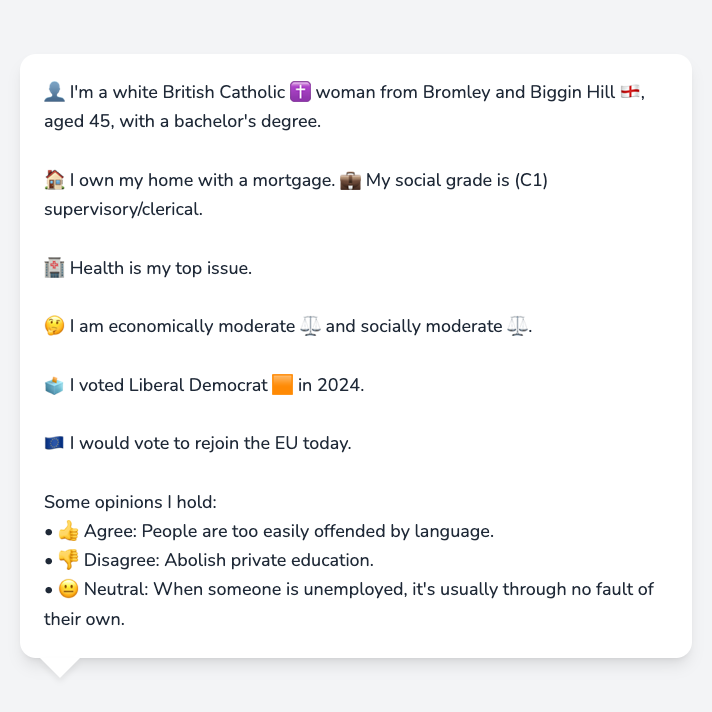 👤 I'm a white British Catholic ✝️ woman from Bromley and Biggin Hill 🏴󠁧󠁢󠁥󠁮󠁧󠁿,
aged 45, with a bachelor's degree.
🏠 I own my home with a mortgage. 💼 My social grade is (C1)
supervisory/clerical.
🏥 Health is my top issue.
🤔 I am economically moderate ⚖️ and socially moderate ⚖️.
🗳️ I voted Liberal Democrat 🟧 in 2024.
🇪🇺 I would vote to rejoin the EU today.
Some opinions I hold:
• 👍 Agree: People are too easily offended by language.
• 👎 Disagree: Abolish private education.
• 😐 Neutral: When someone is unemployed, it's usually through no fault of
their own.